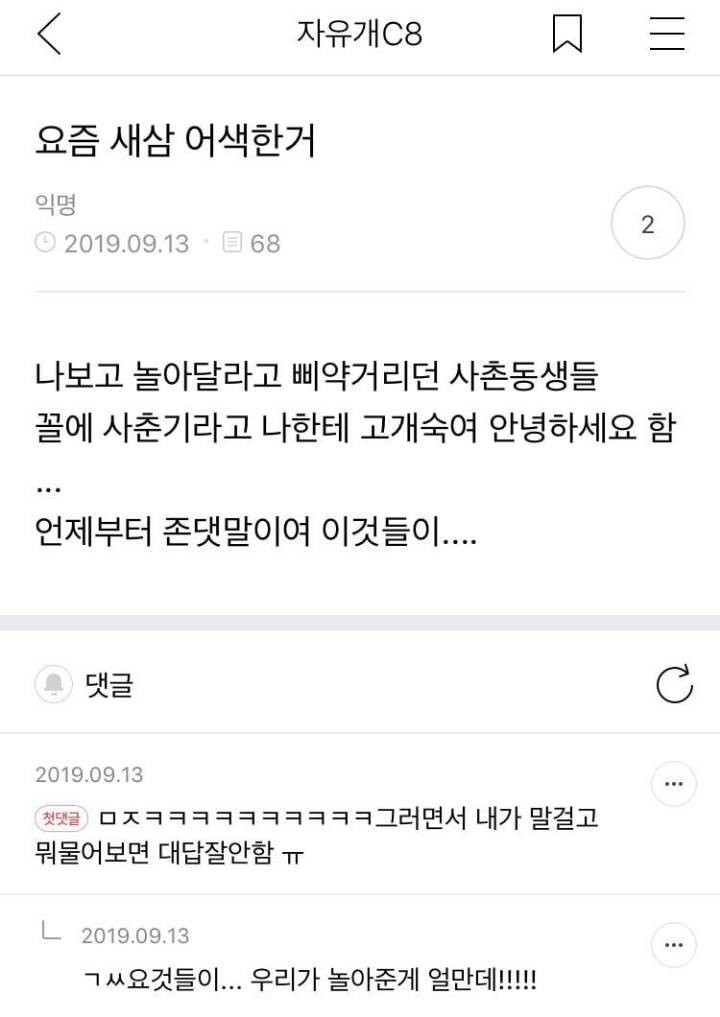 자유개C8
요즘 새삼 어색한거
익명
2019.09.13 · 68
2
나보고 놀아달라고 삐약거리던 사촌동생들
꼴에 사춘기라고 나한테 고개숙여 안녕하세요 함
...
언제부터 존댓말이여 이것들이....
댓글
2019.09.13
첫댓글 ㅁㅈㅋㅋㅋㅋㅋㅋㅋㅋㅋㅋ그러면서 내가 말걸고
뭐물어보면 대답잘안함 ㅠ
2019.09.13
ㄱㅆ요것들이... 우리가 놀아준게 얼만데!!!!!